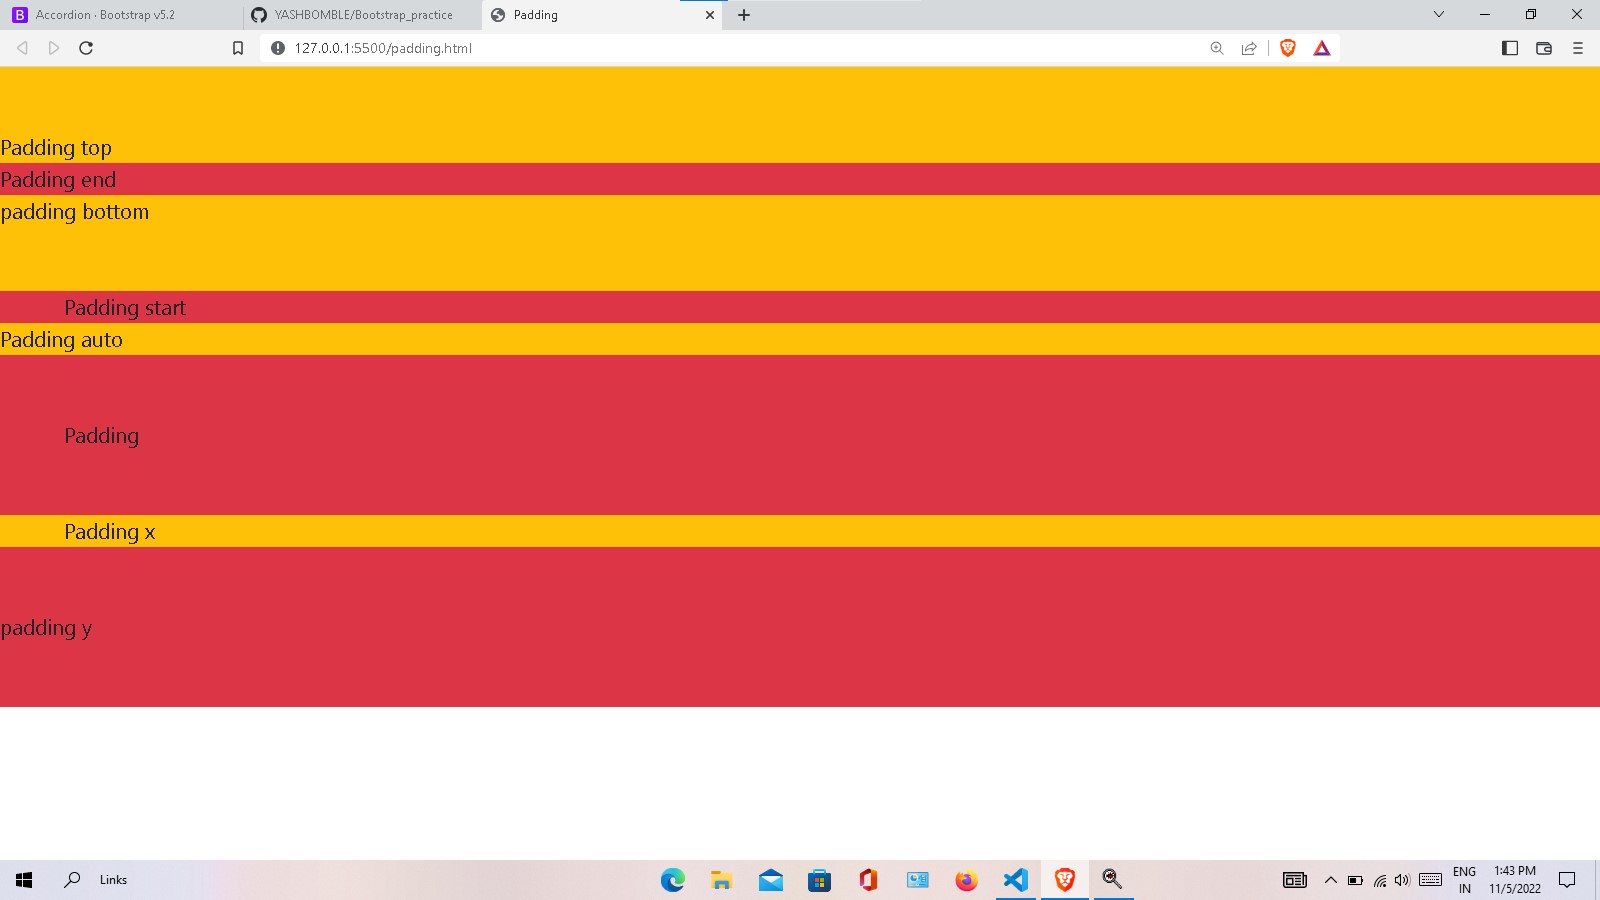 B Accordion · Bootstrap v5.2
YASHBOMBLE/Bootstrap_practice
Padding
127.0.0.1:5500/padding.html
Padding top
Padding end
padding bottom
Padding start
Padding auto
Padding
Padding x
padding y
Links
ENG
IN
1:43 PM
11/5/2022